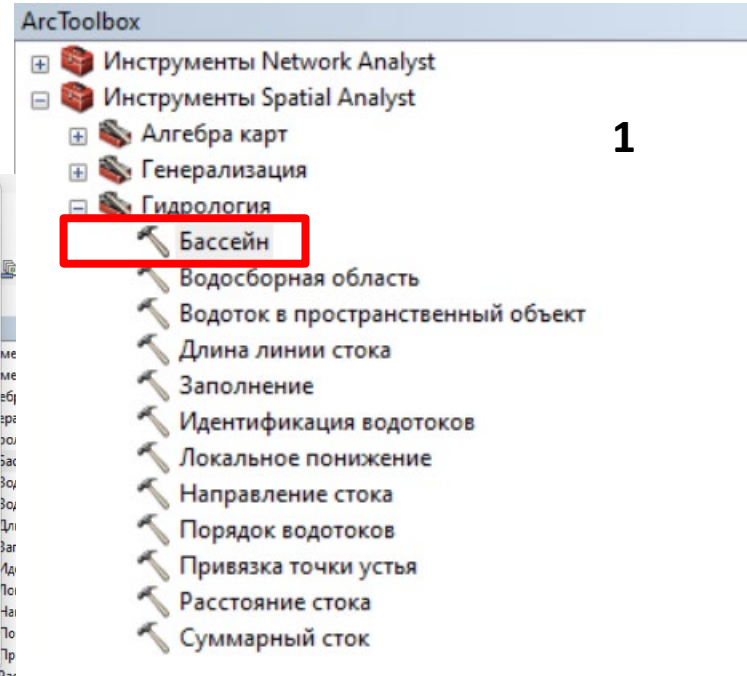 ArcToolbox
Инструменты Network Analyst
Инструменты Spatial Analyst
Алгебра карт
1
Генерализация
Гидрология
Бассейн
Водосборная область
Водоток в пространственный объект
Длина линии стока
Заполнение
Идентификация водотоков
Локальное понижение
Направление стока
Порядок водотоков
Привязка точки устья
Расстояние стока
Суммарный сток